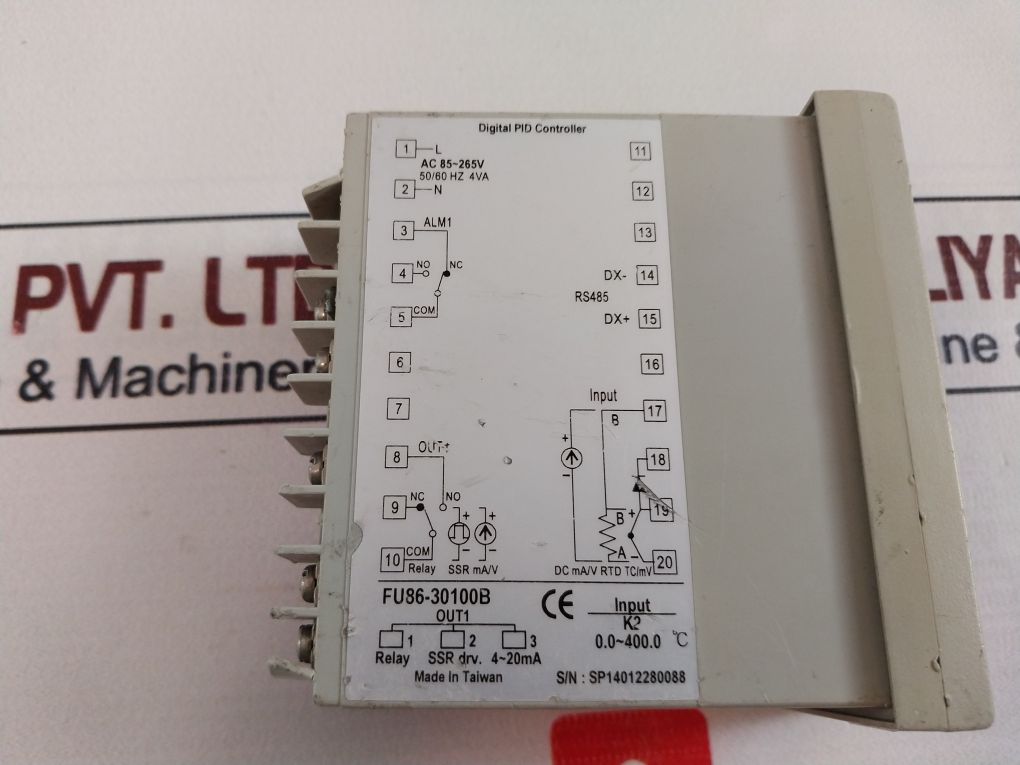 Digital PID Controller
1 L
AC 85~265V
50/60 HZ 4VA
2 N
3 ALM1
4 NO NC
5 COM
6
7
8 OUT1
9 NC NO
10 COM
Relay SSR mA/V
+ +
- -
11
12
13
DX- 14
RS485
DX+ 15
16
Input
17
B
18
+
-
19
B +
A -
20
DC mA/V RTD TC/mV
FU86-30100B
CE
Input
K2
0.0~400.0 ℃
OUT1
1 2 3
Relay SSR drv. 4~20mA
Made In Taiwan
S/N : SP14012280088
PVT. LTD
& Machiner
LIYA
ne &